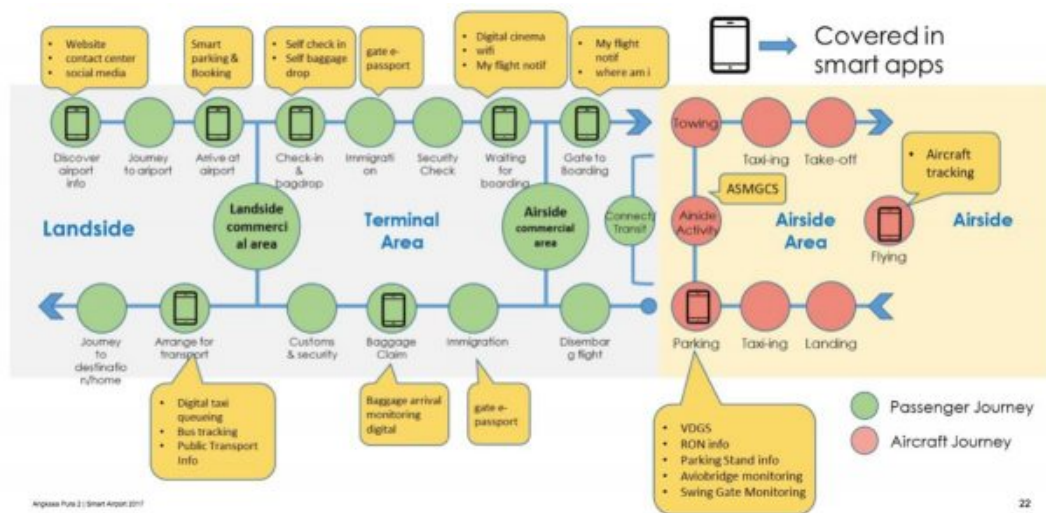 • Website
• contact center
• social media
Smart
parking &
Booking
• Self check in
• Self baggage
drop
gate e-
passport
• Digital cinema
• wifi
• My flight notif
• My flight
notif
• where am i
Covered in
smart apps
Discover
airport
info
Journey
to ariport
Arrive at
airport
Check-in
&
bagdrop
Immigrati
on
Security
Check
Waiting
for
boarding
Gate to
Boarding
Towing
Taxi-ing
Take-off
• Aircraft
tracking
ASMGCS
Landside
Landside
commerci
al area
Terminal
Area
Airside
commercial
area
Connect/
Transit
Airside
Activity
Airside
Area
Flying
Airside
Journey
to
destinatio
n/home
Arrange for
transport
Customs
& security
Baggage
Claim
Immigration
Disembar
g flight
Parking
Taxi-ing
Landing
• Digital taxi
queueing
• Bus tracking
• Public Transport
Info
Baggage arrival
monitoring
digital
gate e-
passport
• VDGS
• RON info
• Parking Stand info
• Aviobridge monitoring
• Swing Gate Monitoring
Passenger Journey
Aircraft Journey
Angkasa Pura 2 | Smart Airport 2017
22